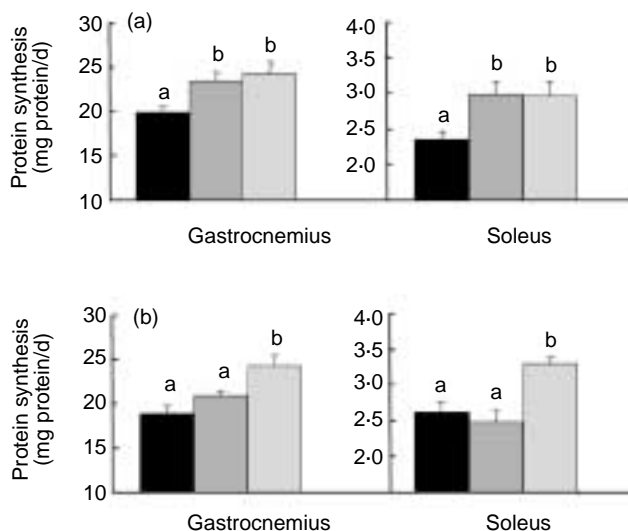 (a)
Protein synthesis
(mg protein/d)
30
25
20
15
10
a
b
b
Gastrocnemius
4·0
3·5
3·0
2·5
2·0
a
b
b
Soleus
(b)
Protein synthesis
(mg protein/d)
30
25
20
15
10
a
a
b
Gastrocnemius
4·0
3·5
3·0
2·5
2·0
a
a
b
Soleus